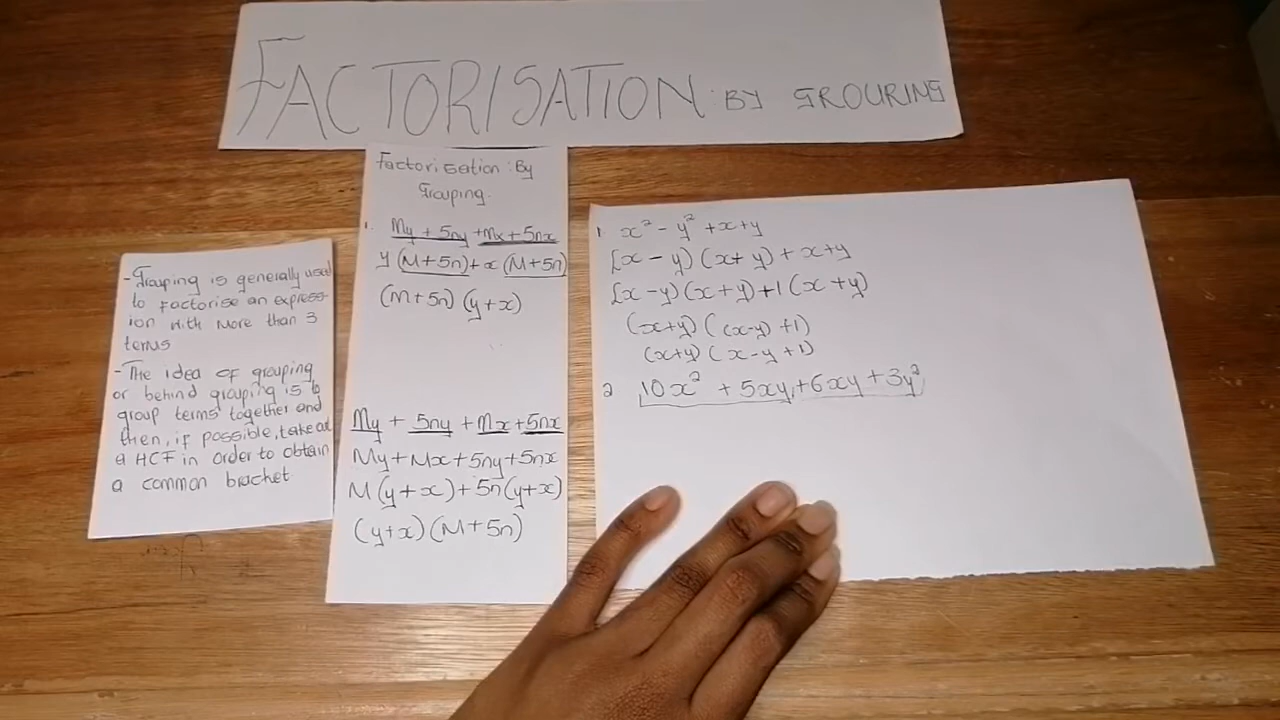 FACTORISATION: BY GROUPING
Factorisation: By
Grouping.
1. My + 5ny + Mx + 5nx
y (M+5n) + x (M+5n)
(M+5n) (y+x)
My + 5ny + Mx + 5nx
My + Mx + 5ny + 5nx
M (y+x) + 5n (y+x)
(y+x) (M+5n)
- Grouping is generally used
to factorise an express-
ion with more than 3
terms
- The idea of grouping
or behind grouping is to
group terms together and
then, if possible, take out
a HCF in order to obtain
a common bracket
1. x² - y² + x + y
(x - y) (x + y) + x + y
(x - y) (x + y) + 1 (x + y)
(x+y) ( (x-y) + 1)
(x+y) ( x - y + 1)
2 10x² + 5xy + 6xy + 3y²